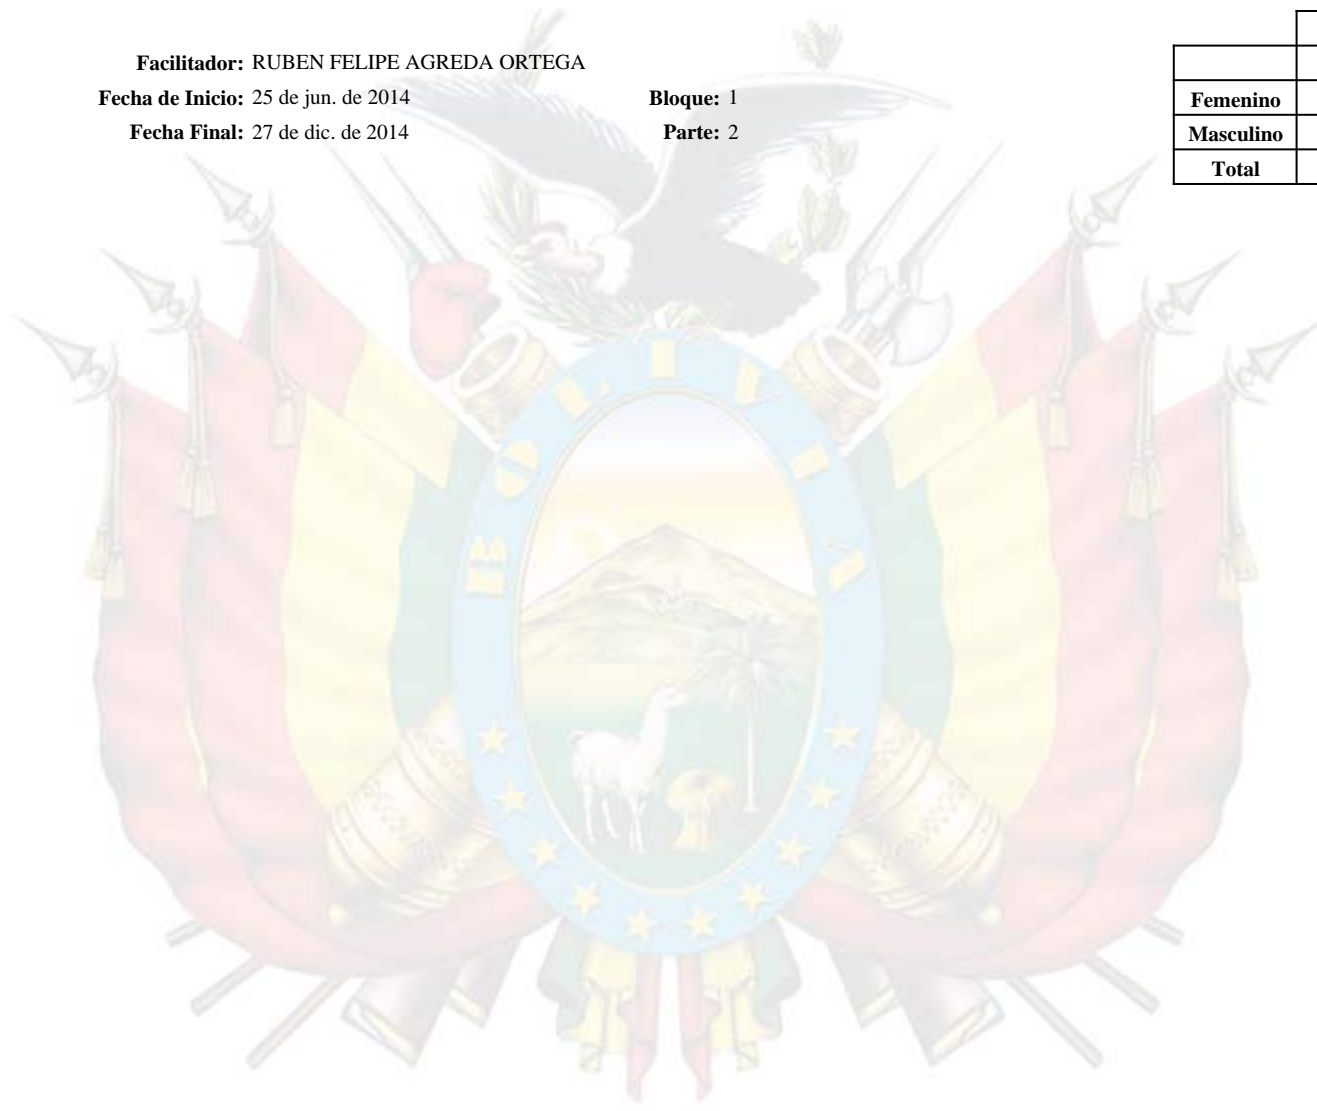 Facilitador: RUBEN FELIPE AGREDA ORTEGA
Fecha de Inicio: 25 de jun. de 2014 Bloque: 1
Fecha Final: 27 de dic. de 2014 Parte: 2
Femenino
Masculino
Total
BOLIVIA